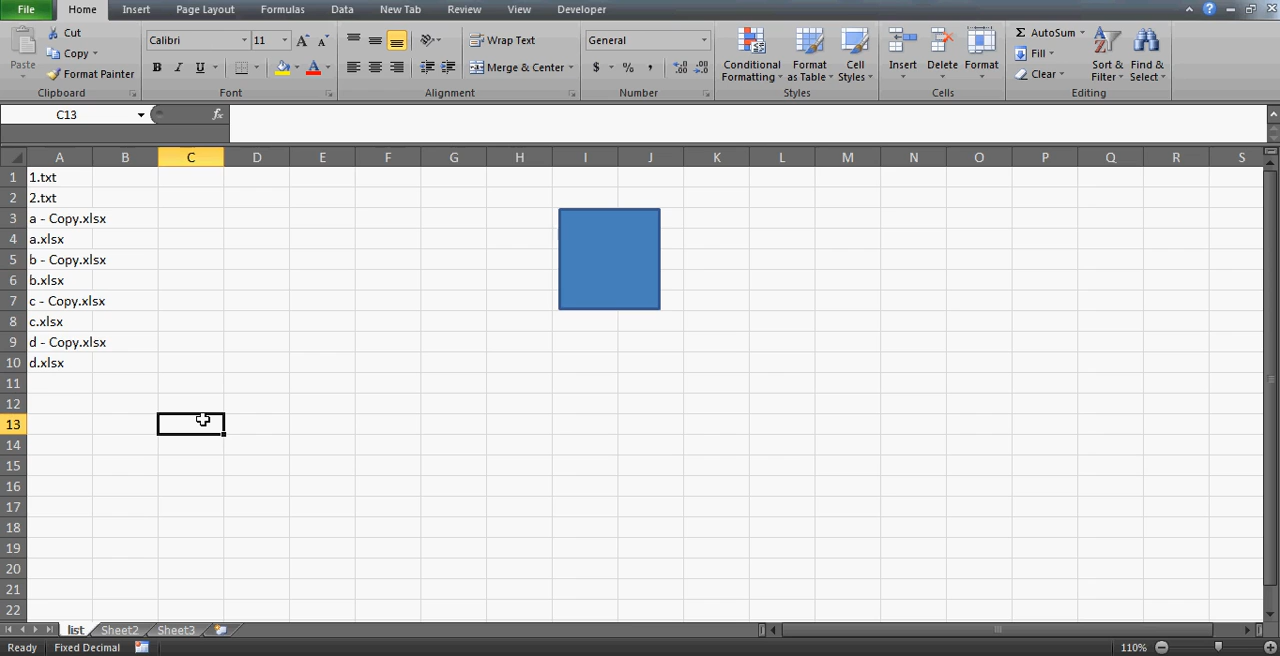 File Home Insert Page Layout Formulas Data New Tab Review View Developer
Paste
Cut
Copy
Format Painter
Clipboard
Calibri 11
B I U
Font
Wrap Text
Merge & Center
Alignment
General
$ % ,
Number
Conditional Formatting
Format as Table
Cell Styles
Styles
Insert Delete Format
Cells
Σ AutoSum
Fill
Clear
Sort & Filter
Find & Select
Editing
C13 fx
A B C D E F G H I J K L M N O P Q R S
1 1.txt
2 2.txt
3 a - Copy.xlsx
4 a.xlsx
5 b - Copy.xlsx
6 b.xlsx
7 c - Copy.xlsx
8 c.xlsx
9 d - Copy.xlsx
10 d.xlsx
11
12
13
14
15
16
17
18
19
20
21
22
list Sheet2 Sheet3
Ready Fixed Decimal 110%